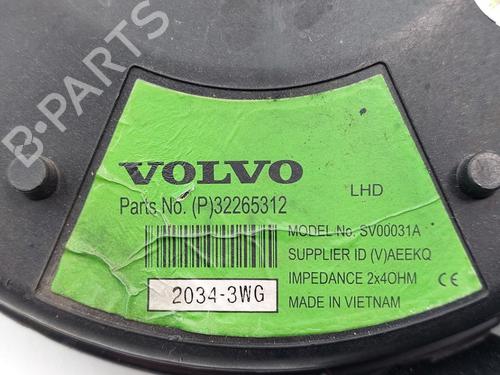 B-PARTS
VOLVO
LHD
Parts No. (P)32265312
MODEL No. SV00031A
SUPPLIER ID (V)AEEKQ
IMPEDANCE 2x4OHM
CE
2034-3WG
MADE IN VIETNAM